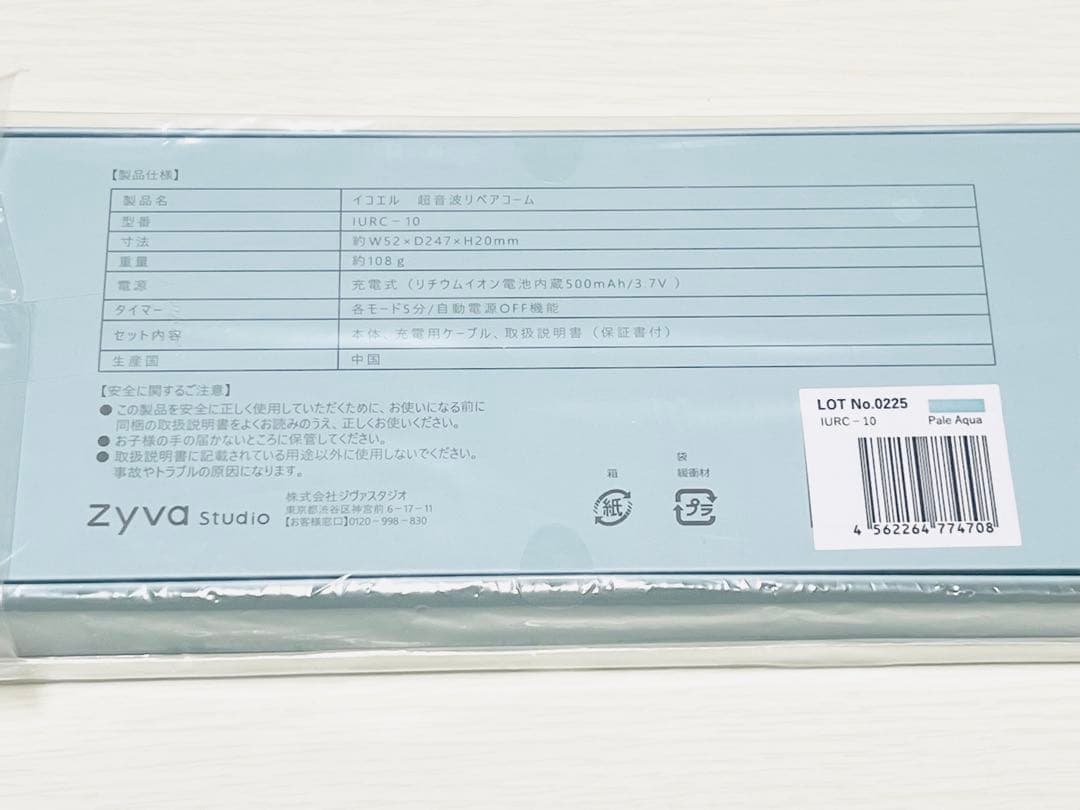 【製品仕様】
製品名 イコエル 超音波リペアコーム
型番 IURC-10
寸法 約W52×D247×H20mm
重量 約108g
電源 充電式(リチウムイオン電池内蔵500mAh/3.7V )
タイマー 各モード5分/自動電源OFF機能
セット内容 本体、充電用ケーブル、取扱説明書(保証書付)
生産国 中国
【安全に関するご注意】
●この製品を安全に正しく使用していただくために、お使いになる前に
同梱の取扱説明書をよくお読みのうえ、正しくお使いください。
●お子様の手の届かないところに保管してください。
●取扱説明書に記載されている用途以外に使用しないでください。
事故やトラブルの原因になります。
zyva Studio
株式会社ジヴァスタジオ
東京都渋谷区神宮前6-17-11
【お客様窓口】0120-998-830
箱
紙
袋
緩衝材
プラ
LOT No.0225
IURC-10 Pale Aqua
4 562264 774708